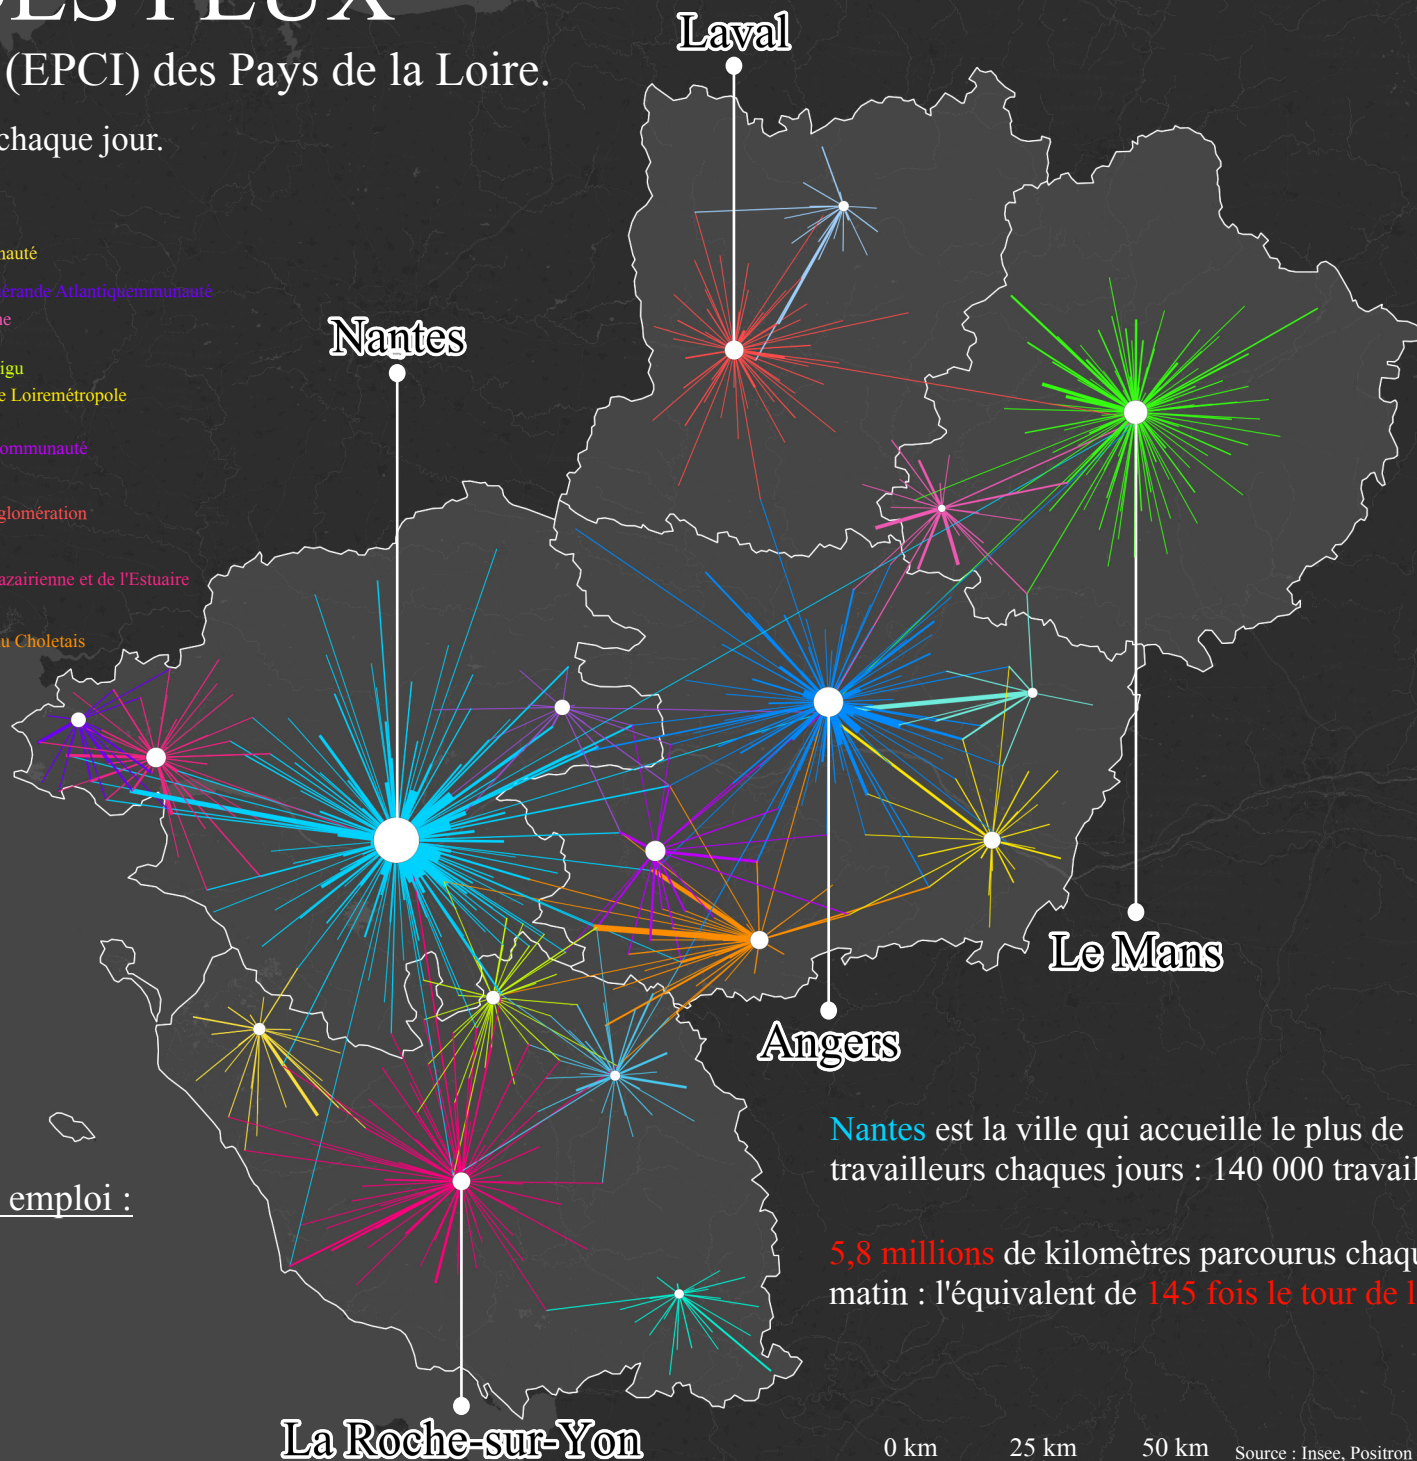 DES FLUX
(EPCI) des Pays de la Loire.
chaque jour.
Laval
Nantes
nauté
érande Atlantiquemmunauté
ne
igu
e Loiremétropole
ommunauté
glomération
azairienne et de l'Estuaire
u Choletais
Le Mans
Angers
Nantes est la ville qui accueille le plus de
travailleurs chaques jours : 140 000 travail
emploi :
5,8 millions de kilomètres parcourus chaqu
matin : l'équivalent de 145 fois le tour de l
La Roche-sur-Yon
0 km 25 km 50 km Source : Insee, Positron